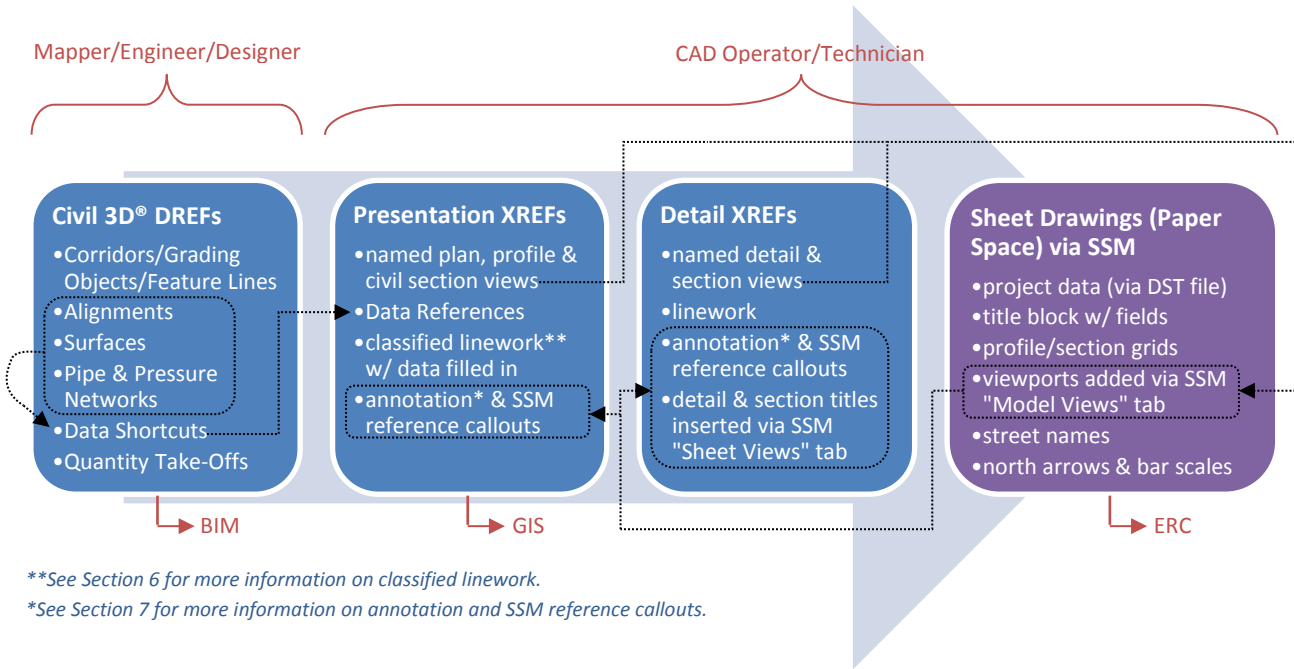 Mapper/Engineer/Designer
CAD Operator/Technician
Civil 3D® DREFs
•Corridors/Grading
Objects/Feature Lines
•Alignments
•Surfaces
•Pipe & Pressure
Networks
•Data Shortcuts
•Quantity Take-Offs
Presentation XREFs
•named plan, profile &
civil section views
•Data References
•classified linework**
w/ data filled in
•annotation* & SSM
reference callouts
Detail XREFs
•named detail &
section views
•linework
•annotation* & SSM
reference callouts
•detail & section titles
inserted via SSM
"Sheet Views" tab
Sheet Drawings (Paper
Space) via SSM
•project data (via DST file)
•title block w/ fields
•profile/section grids
•viewports added via SSM
"Model Views" tab
•street names
•north arrows & bar scales
BIM
GIS
ERC
**See Section 6 for more information on classified linework.
*See Section 7 for more information on annotation and SSM reference callouts.